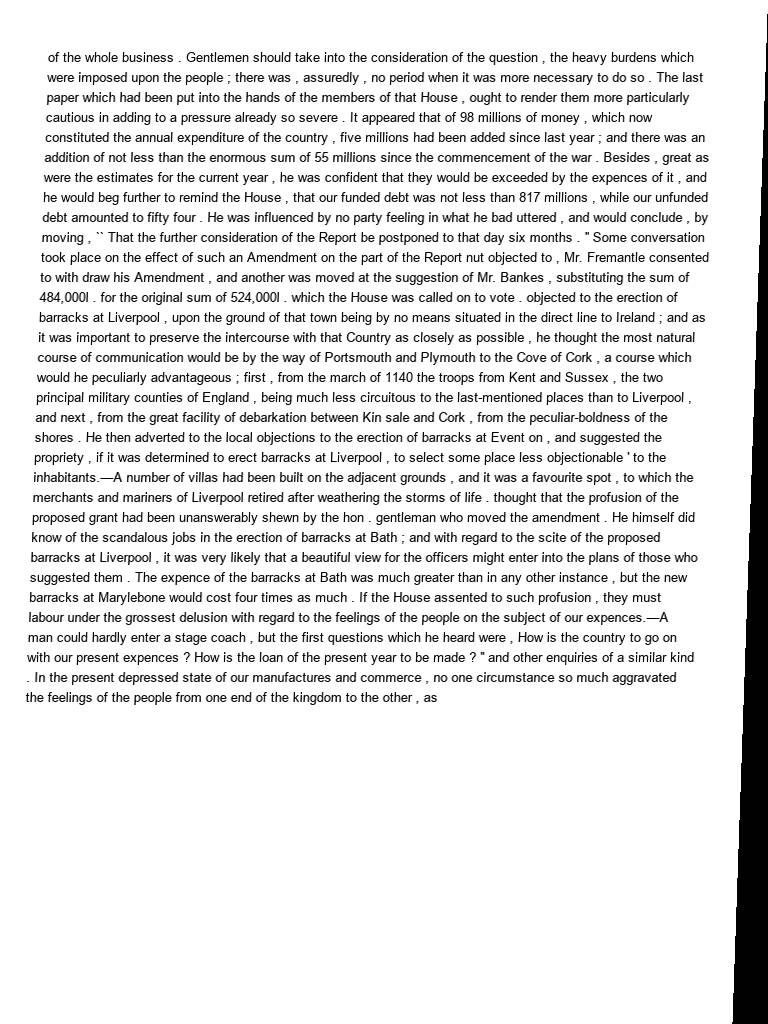 of the whole business . Gentlemen should take into the consideration of the question , the heavy burdens which
were imposed upon the people ; there was , assuredly , no period when it was more necessary to do so . The last
paper which had been put into the hands of the members of that House , ought to render them more particularly
cautious in adding to a pressure already so severe . It appeared that of 98 millions of money , which now
constituted the annual expenditure of the country , five millions had been added since last year ; and there was an
addition of not less than the enormous sum of 55 millions since the commencement of the war . Besides , great as
were the estimates for the current year , he was confident that they would be exceeded by the expences of it , and
he would beg further to remind the House , that our funded debt was not less than 817 millions , while our unfunded
debt amounted to fifty four . He was influenced by no party feeling in what he bad uttered , and would conclude , by
moving , `` That the further consideration of the Report be postponed to that day six months . " Some conversation
took place on the effect of such an Amendment on the part of the Report nut objected to , Mr. Fremantle consented
to with draw his Amendment , and another was moved at the suggestion of Mr. Bankes , substituting the sum of
484,000l . for the original sum of 524,000l . which the House was called on to vote . objected to the erection of
barracks at Liverpool , upon the ground of that town being by no means situated in the direct line to Ireland ; and as
it was important to preserve the intercourse with that Country as closely as possible , he thought the most natural
course of communication would be by the way of Portsmouth and Plymouth to the Cove of Cork , a course which
would he peculiarly advantageous ; first , from the march of 1140 the troops from Kent and Sussex , the two
principal military counties of England , being much less circuitous to the last-mentioned places than to Liverpool ,
and next , from the great facility of debarkation between Kin sale and Cork , from the peculiar-boldness of the
shores . He then adverted to the local objections to the erection of barracks at Event on , and suggested the
propriety , if it was determined to erect barracks at Liverpool , to select some place less objectionable ' to the
inhabitants.—A number of villas had been built on the adjacent grounds , and it was a favourite spot , to which the
merchants and mariners of Liverpool retired after weathering the storms of life . thought that the profusion of the
proposed grant had been unanswerably shewn by the hon . gentleman who moved the amendment . He himself did
know of the scandalous jobs in the erection of barracks at Bath ; and with regard to the scite of the proposed
barracks at Liverpool , it was very likely that a beautiful view for the officers might enter into the plans of those who
suggested them . The expence of the barracks at Bath was much greater than in any other instance , but the new
barracks at Marylebone would cost four times as much . If the House assented to such profusion , they must
labour under the grossest delusion with regard to the feelings of the people on the subject of our expences.—A
man could hardly enter a stage coach , but the first questions which he heard were , How is the country to go on
with our present expences ? How is the loan of the present year to be made ? " and other enquiries of a similar kind
. In the present depressed state of our manufactures and commerce , no one circumstance so much aggravated
the feelings of the people from one end of the kingdom to the other , as